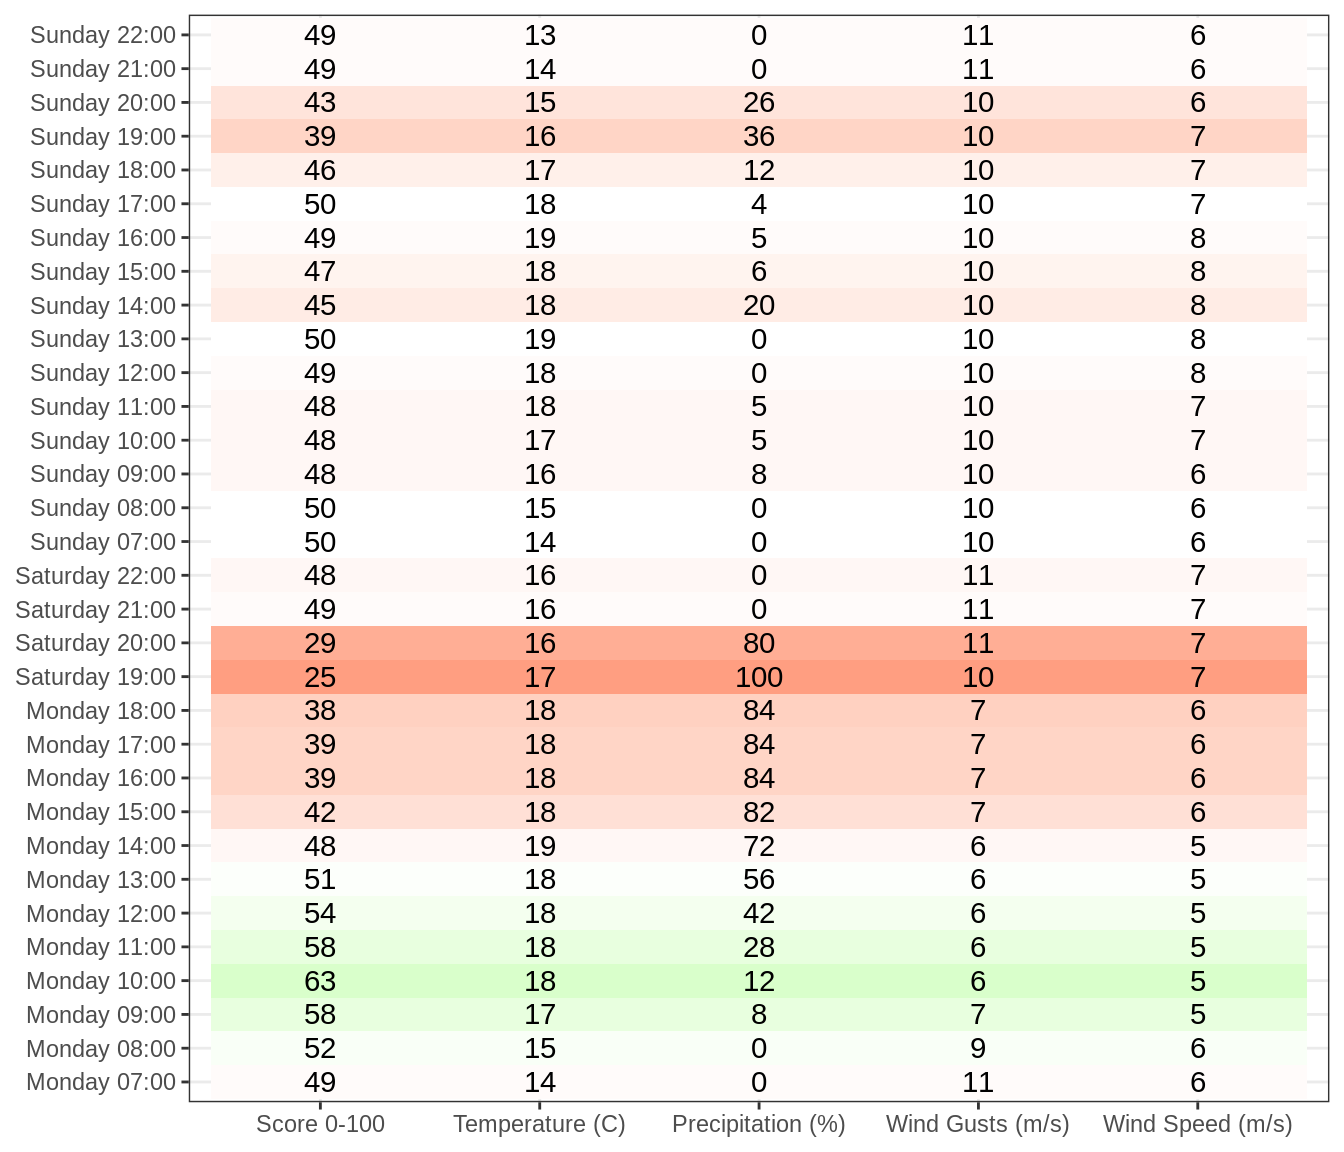 Sunday 22:00 49 13 0 11 6
Sunday 21:00 49 14 0 11 6
Sunday 20:00 43 15 26 10 6
Sunday 19:00 39 16 36 10 7
Sunday 18:00 46 17 12 10 7
Sunday 17:00 50 18 4 10 7
Sunday 16:00 49 19 5 10 8
Sunday 15:00 47 18 6 10 8
Sunday 14:00 45 18 20 10 8
Sunday 13:00 50 19 0 10 8
Sunday 12:00 49 18 0 10 8
Sunday 11:00 48 18 5 10 7
Sunday 10:00 48 17 5 10 7
Sunday 09:00 48 16 8 10 6
Sunday 08:00 50 15 0 10 6
Sunday 07:00 50 14 0 10 6
Saturday 22:00 48 16 0 11 7
Saturday 21:00 49 16 0 11 7
Saturday 20:00 29 16 80 11 7
Saturday 19:00 25 17 100 10 7
Monday 18:00 38 18 84 7 6
Monday 17:00 39 18 84 7 6
Monday 16:00 39 18 84 7 6
Monday 15:00 42 18 82 7 6
Monday 14:00 48 19 72 6 5
Monday 13:00 51 18 56 6 5
Monday 12:00 54 18 42 6 5
Monday 11:00 58 18 28 6 5
Monday 10:00 63 18 12 6 5
Monday 09:00 58 17 8 7 5
Monday 08:00 52 15 0 9 6
Monday 07:00 49 14 0 11 6
Score 0-100 Temperature (C) Precipitation (%) Wind Gusts (m/s) Wind Speed (m/s)